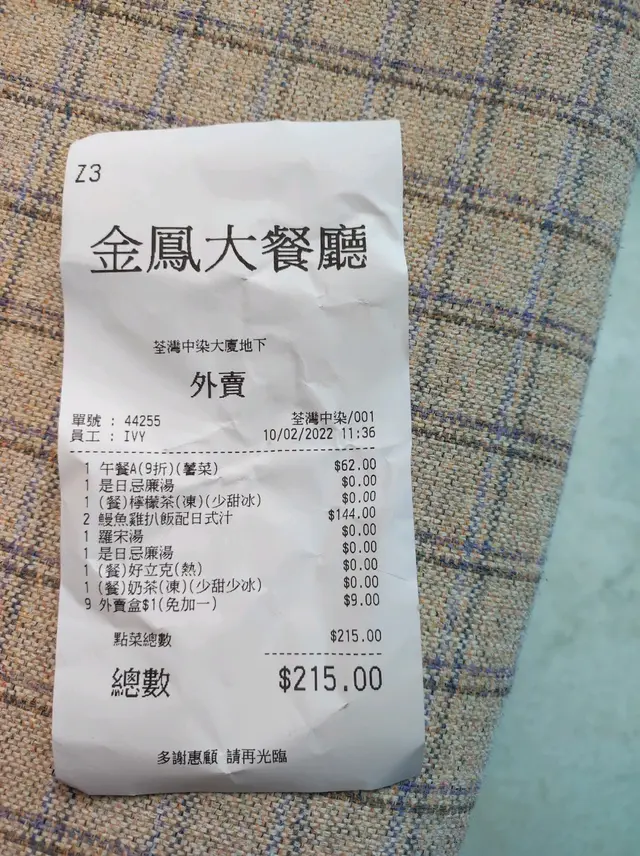 Z3
金鳳大餐廳
荃灣中染大廈地下
外賣
單號 : 44255 荃灣中染/001
員工 : IVY 10/02/2022 11:36
1 午餐A(9折)(薯菜) $62.00
1 是日忌廉湯 $0.00
1 (餐)檸檬茶(凍)(少甜冰) $0.00
2 鰻魚雞扒飯配日式汁 $144.00
1 羅宋湯 $0.00
1 是日忌廉湯 $0.00
1 (餐)好立克(熱) $0.00
1 (餐)奶茶(凍)(少甜少冰) $0.00
9 外賣盒$1(免加一) $9.00
點菜總數 $215.00
總數 $215.00
多謝惠顧 請再光臨